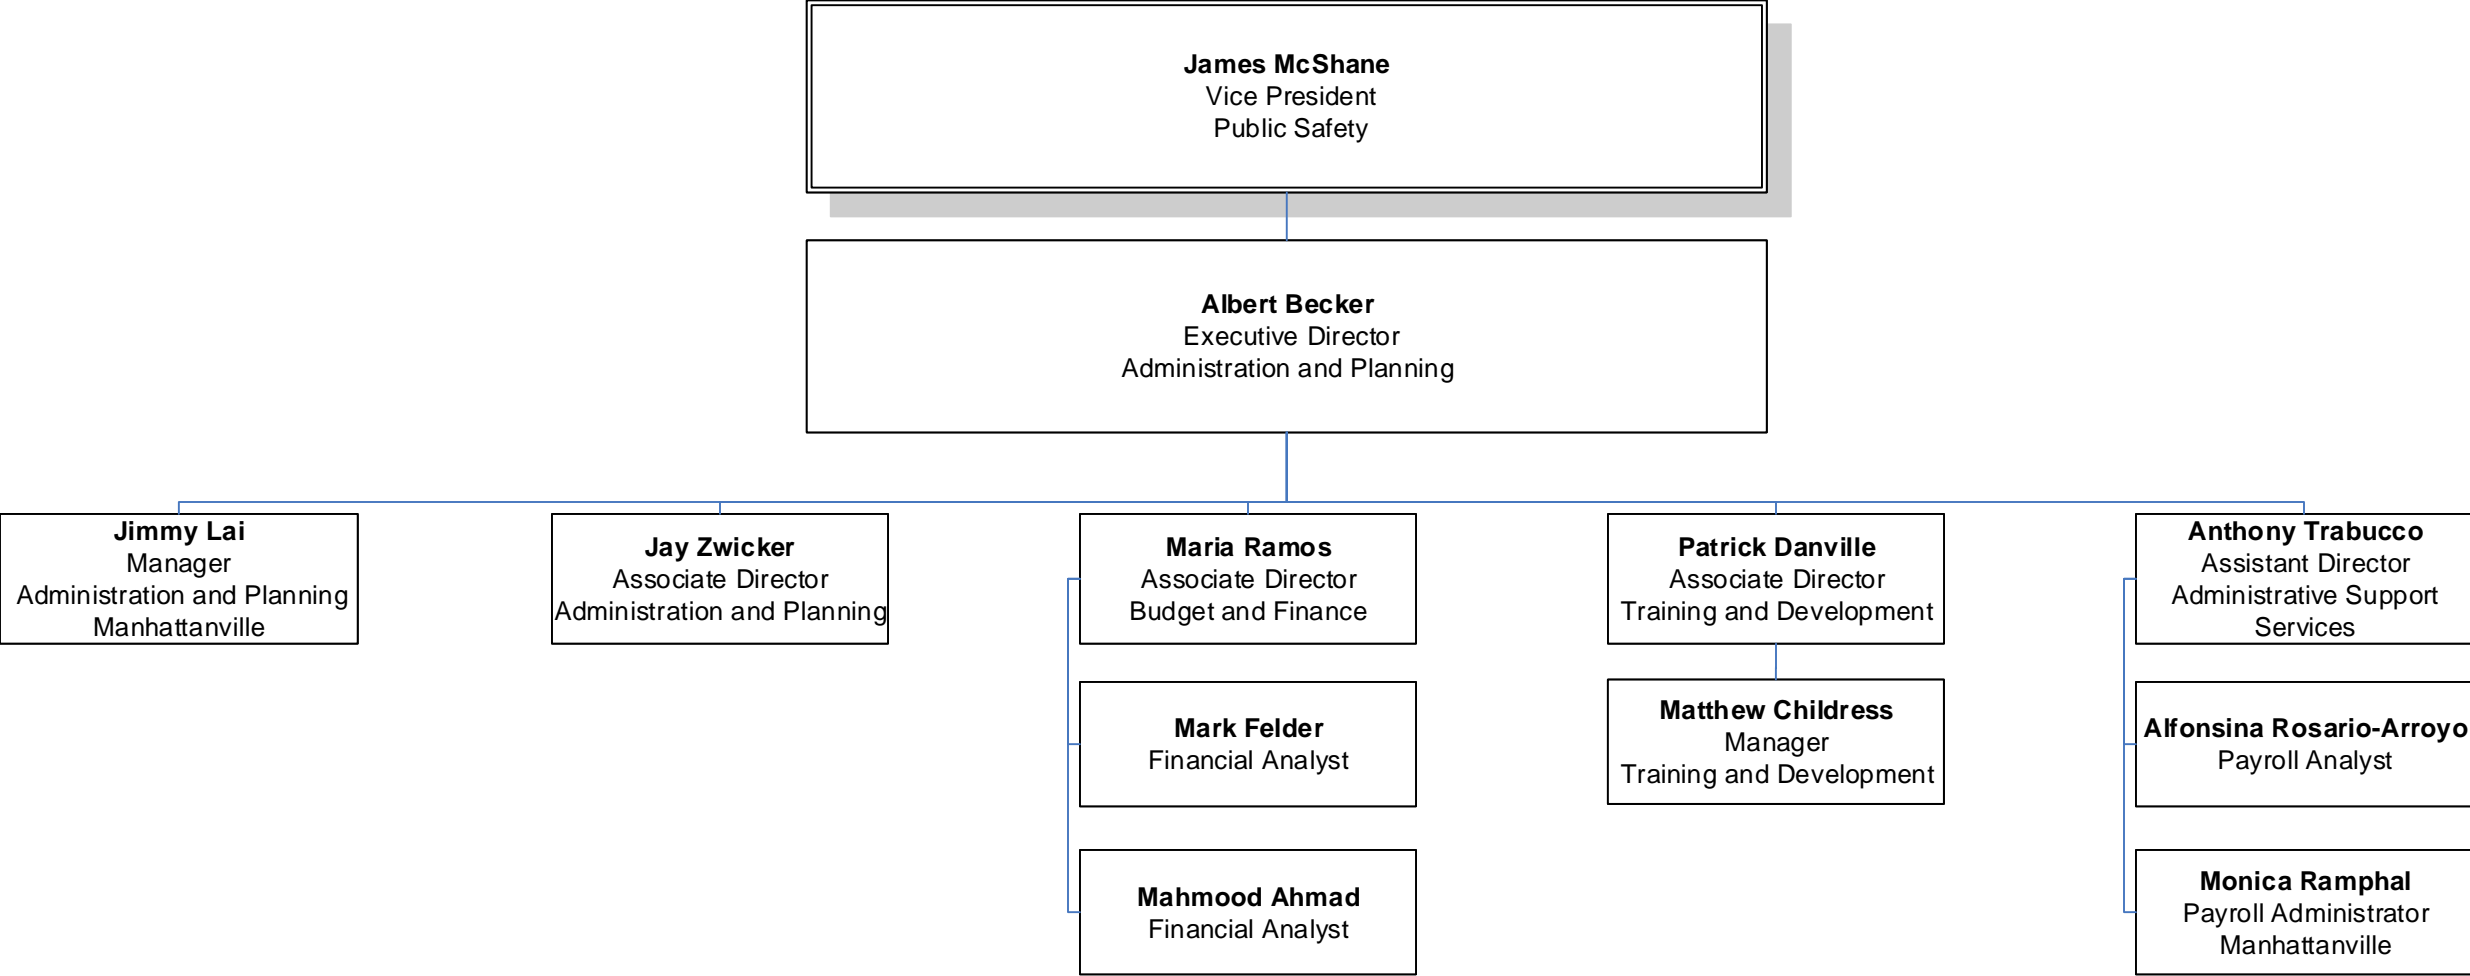 James McShane
Vice President
Public Safety
Albert Becker
Executive Director
Administration and Planning
Jimmy Lai
Manager
Administration and Planning
Manhattanville
Jay Zwicker
Associate Director
Administration and Planning
Maria Ramos
Associate Director
Budget and Finance
Patrick Danville
Associate Director
Training and Development
Anthony Trabucco
Assistant Director
Administrative Support
Services
Mark Felder
Financial Analyst
Matthew Childress
Manager
Training and Development
Alfonsina Rosario-Arroyo
Payroll Analyst
Mahmood Ahmad
Financial Analyst
Monica Ramphal
Payroll Administrator
Manhattanville